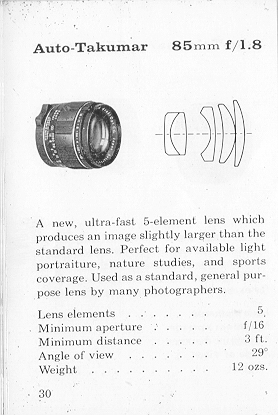 Auto-Takumar 85mm f/1.8
A new, ultra-fast 5-element lens which
produces an image slightly larger than the
standard lens. Perfect for available light
portraiture, nature studies, and sports
coverage. Used as a standard, general pur-
pose lens by many photographers.
Lens elements . . . . . . 5
Minimum aperture . . . . . f/16
Minimum distance . . . . . 3 ft.
Angle of view . . . . . . 29°
Weight . . . . . . . . 12 ozs.
30